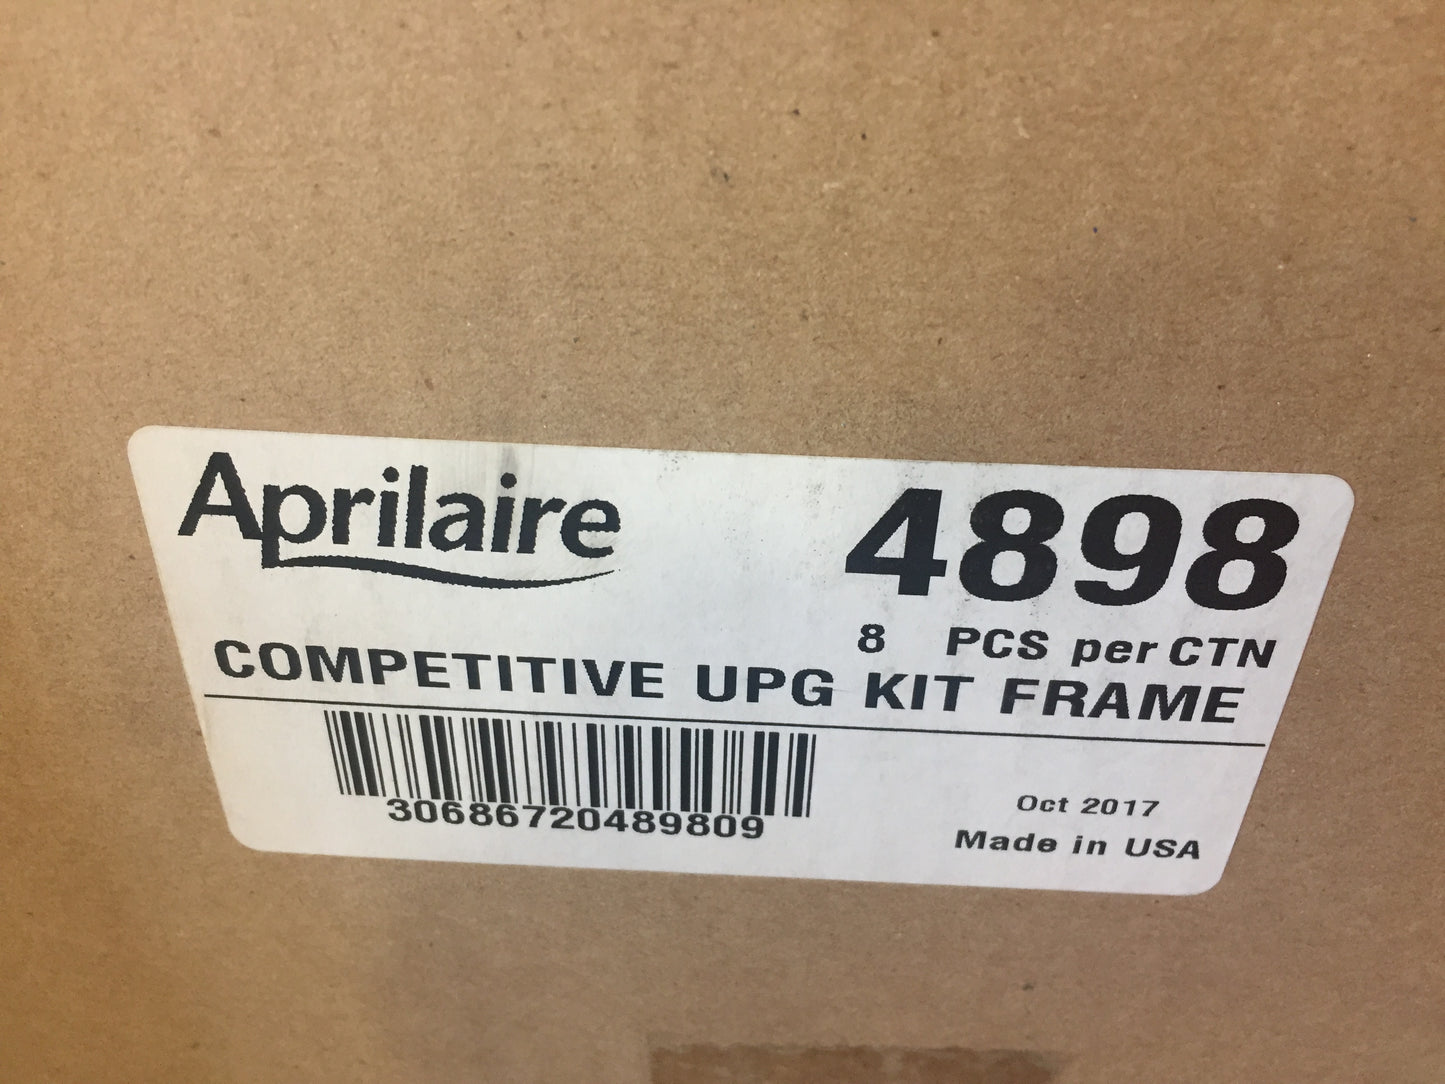 Aprilaire
4898
8 PCS per CTN
COMPETITIVE UPG KIT FRAME
30686720489809
Oct 2017
Made in USA